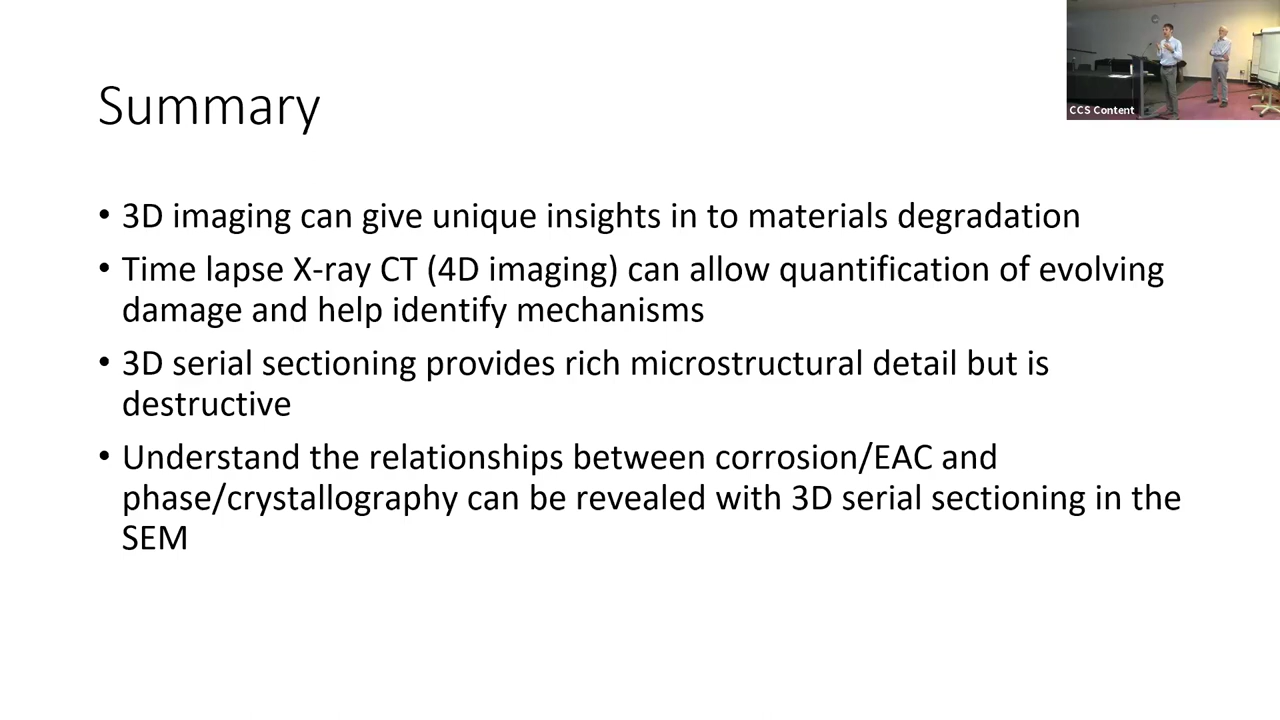 CCS Content
Summary
• 3D imaging can give unique insights in to materials degradation
• Time lapse X-ray CT (4D imaging) can allow quantification of evolving
damage and help identify mechanisms
• 3D serial sectioning provides rich microstructural detail but is
destructive
• Understand the relationships between corrosion/EAC and
phase/crystallography can be revealed with 3D serial sectioning in the
SEM